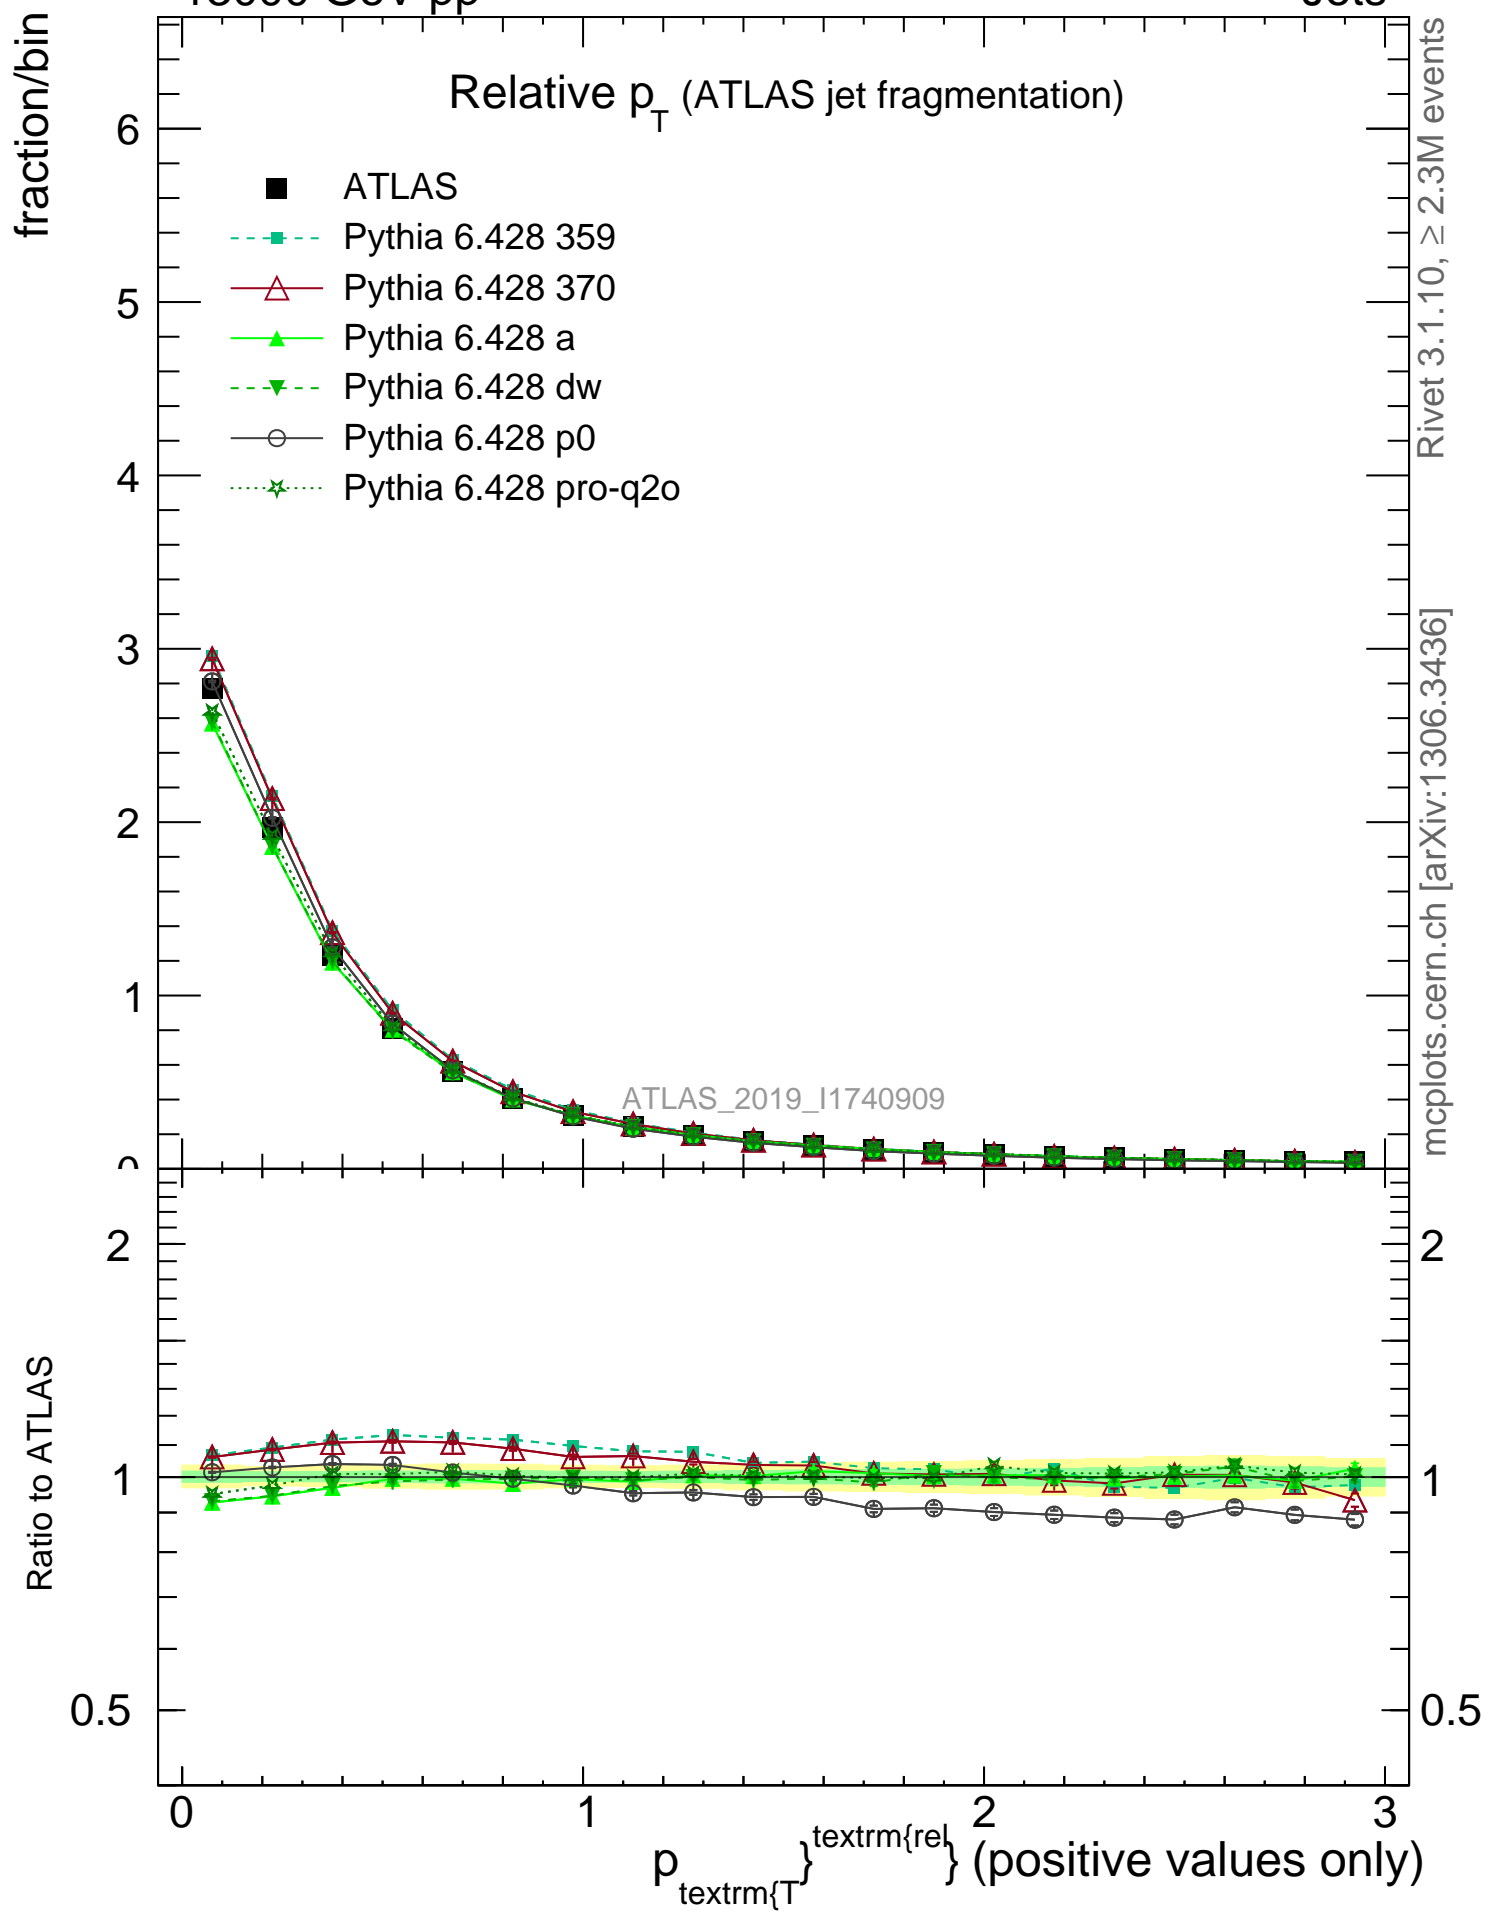 fraction/bin
Relative pT (ATLAS jet fragmentation)
ATLAS
Pythia 6.428 359
Pythia 6.428 370
Pythia 6.428 a
Pythia 6.428 dw
Pythia 6.428 p0
Pythia 6.428 pro-q2o
6
5
4
3
2
1
0
ATLAS_2019_I1740909
Rivet 3.1.10, ≥ 2.3M events
mcplots.cern.ch [arXiv:1306.3436]
Ratio to ATLAS
2
1
0.5
2
1
0.5
0 1 2 3
p textrm{T} textrm{rel} (positive values only)